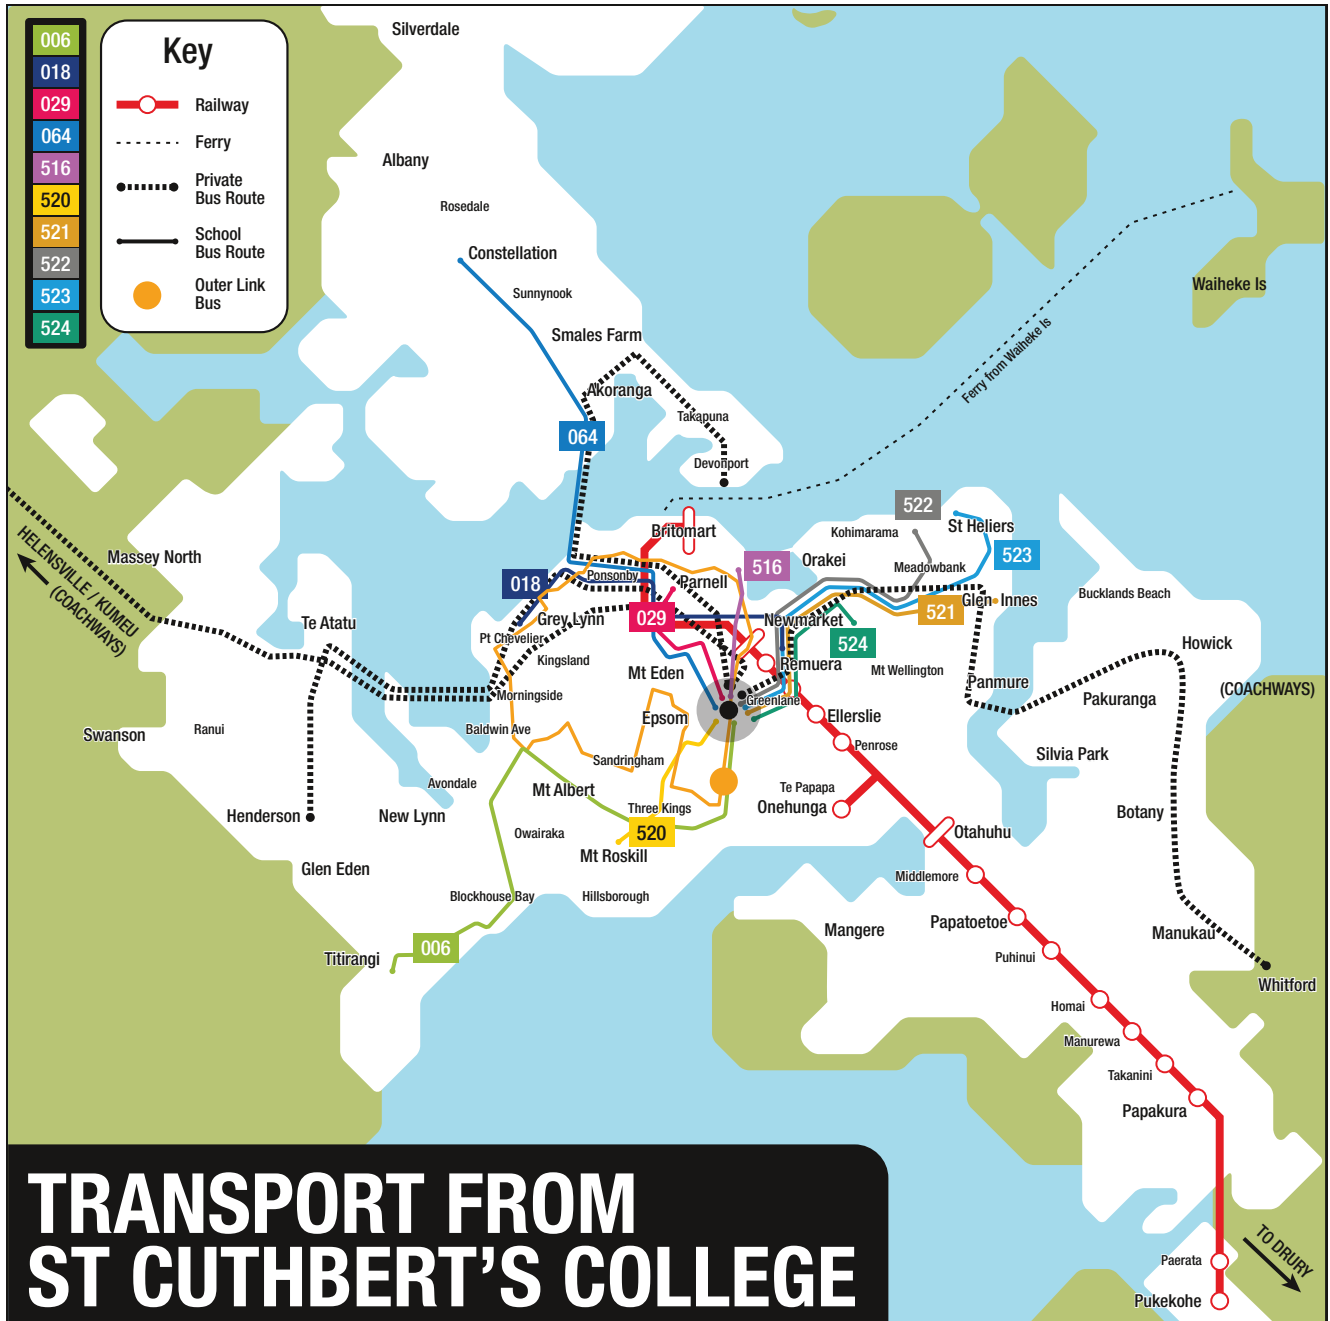 006
018
029
064
516
520
521
522
523
524
Key
Railway
Ferry
Private
Bus Route
School
Bus Route
Outer Link
Bus
Silverdale
Albany
Rosedale
Constellation
Sunnynook
Smales Farm
Akoranga
Takapuna
064
Devonport
Waiheke Is
Ferry from Waiheke Is
HELENSVILLE / KUMEU
(COACHWAYS)
Massey North
Te Atatu
Swanson
Ranui
Henderson
New Lynn
Avondale
Glen Eden
Titirangi
006
Blockhouse Bay
Hillsborough
Britomart
018
Ponsonby
Parnell
516
Grey Lynn
029
Pt Chevelier
Kingsland
Mt Eden
Morningside
Baldwin Ave
Epsom
Sandringham
Mt Albert
Three Kings
Owairaka
520
Mt Roskill
522
Kohimarama
St Heliers
Orakei
Meadowbank
523
521
Glen Innes
Newmarket
524
Remuera
Mt Wellington
Greenlane
Panmure
Ellerslie
Penrose
Te Papapa
Onehunga
Bucklands Beach
Howick
(COACHWAYS)
Pakuranga
Silvia Park
Botany
Otahuhu
Middlemore
Mangere
Papatoetoe
Manukau
Puhinui
Whitford
Homai
Manurewa
Takanini
Papakura
Paerata
Pukekohe
TO DRURY
TRANSPORT FROM
ST CUTHBERT'S COLLEGE